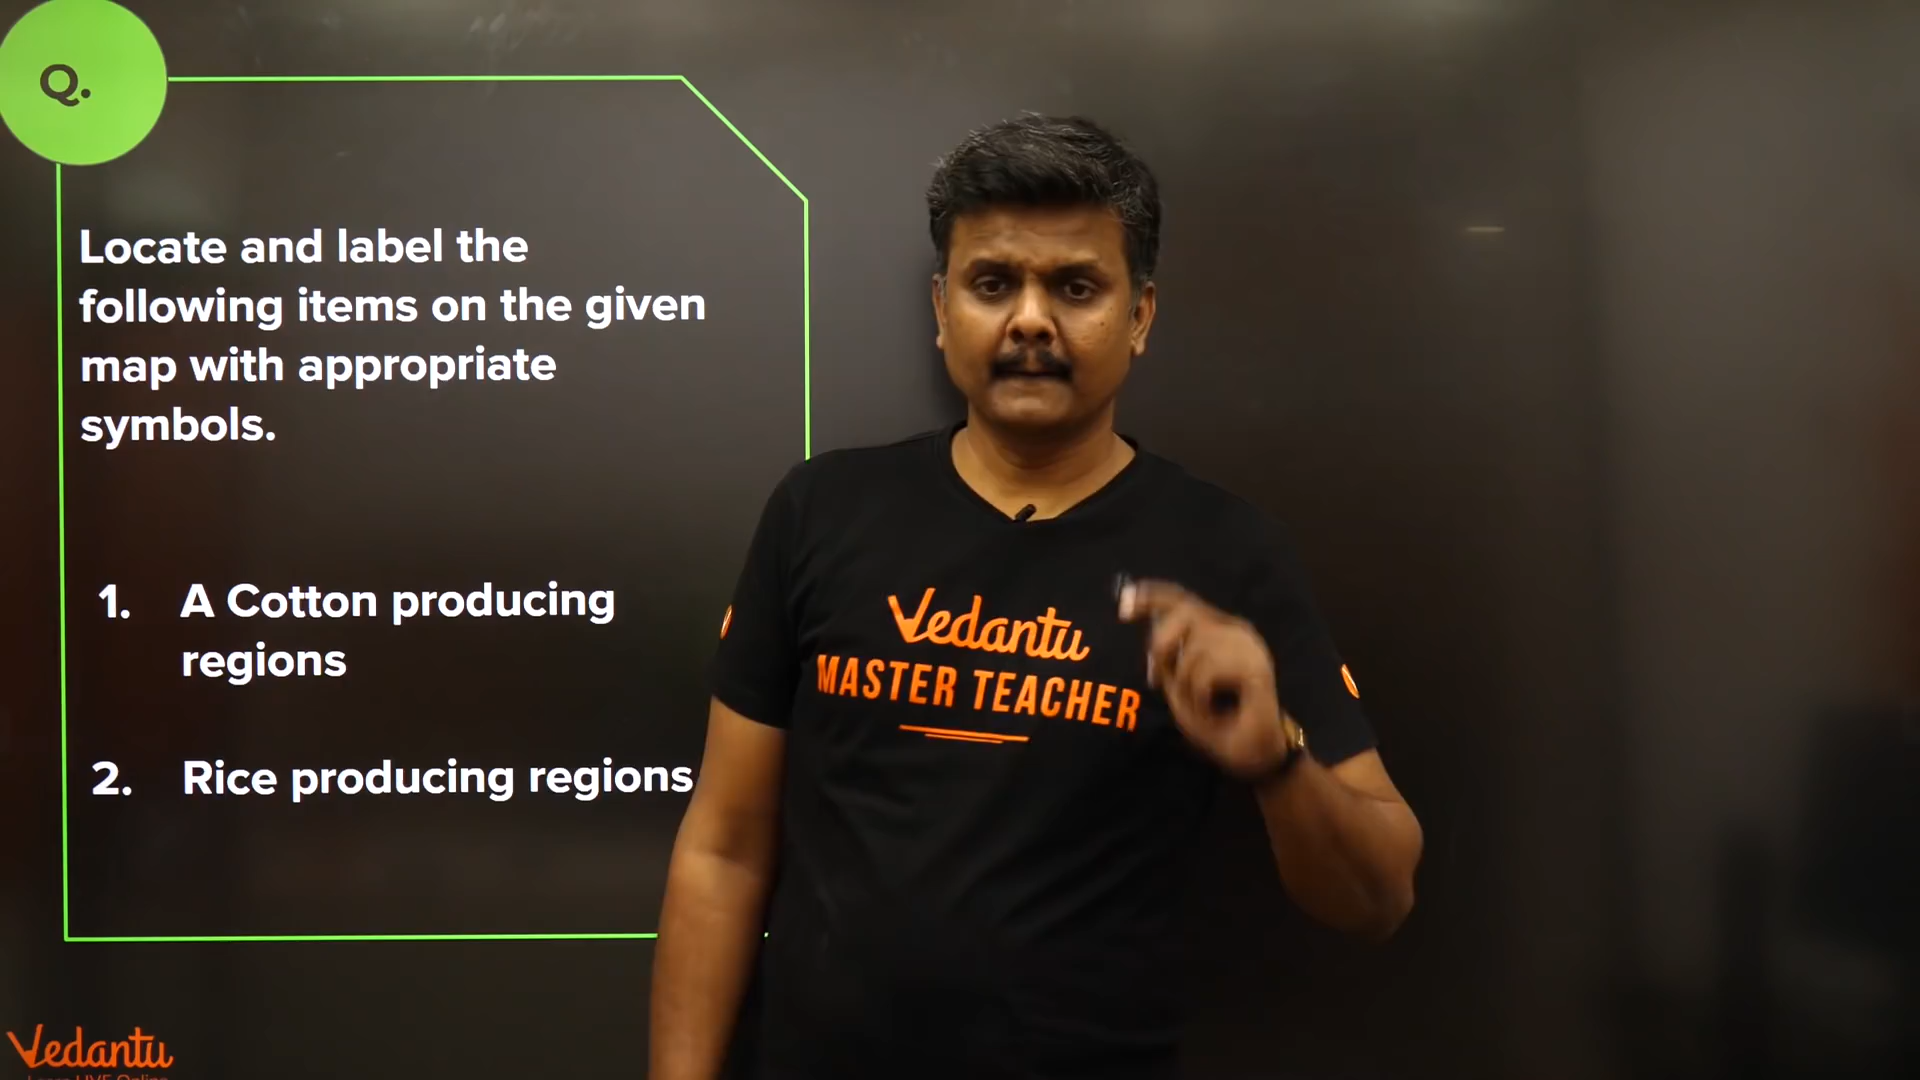 Q.
Locate and label the
following items on the given
map with appropriate
symbols.
1. A Cotton producing
regions
2. Rice producing regions
Vedantu
MASTER TEACHER
Vedantu